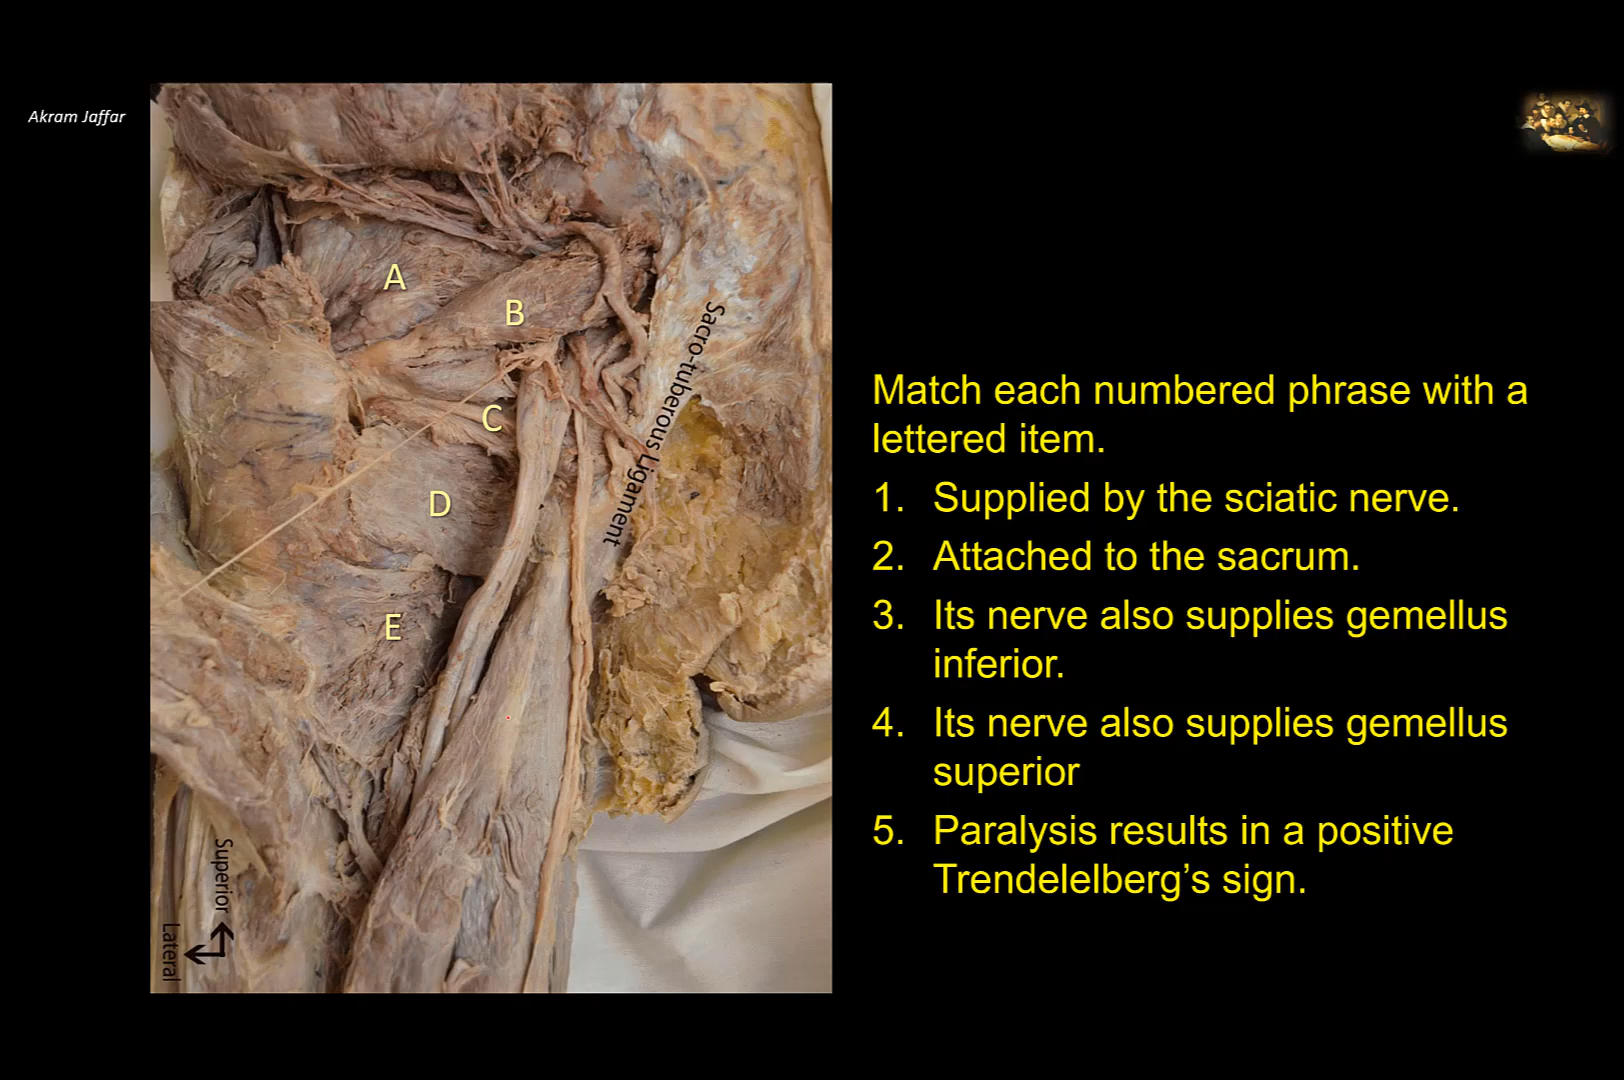 Akram Jaffar
A
B
Sacro-tuberous Ligament
C
D
E
Superior
Lateral
Match each numbered phrase with a
lettered item.
1. Supplied by the sciatic nerve.
2. Attached to the sacrum.
3. Its nerve also supplies gemellus
inferior.
4. Its nerve also supplies gemellus
superior
5. Paralysis results in a positive
Trendelelberg’s sign.